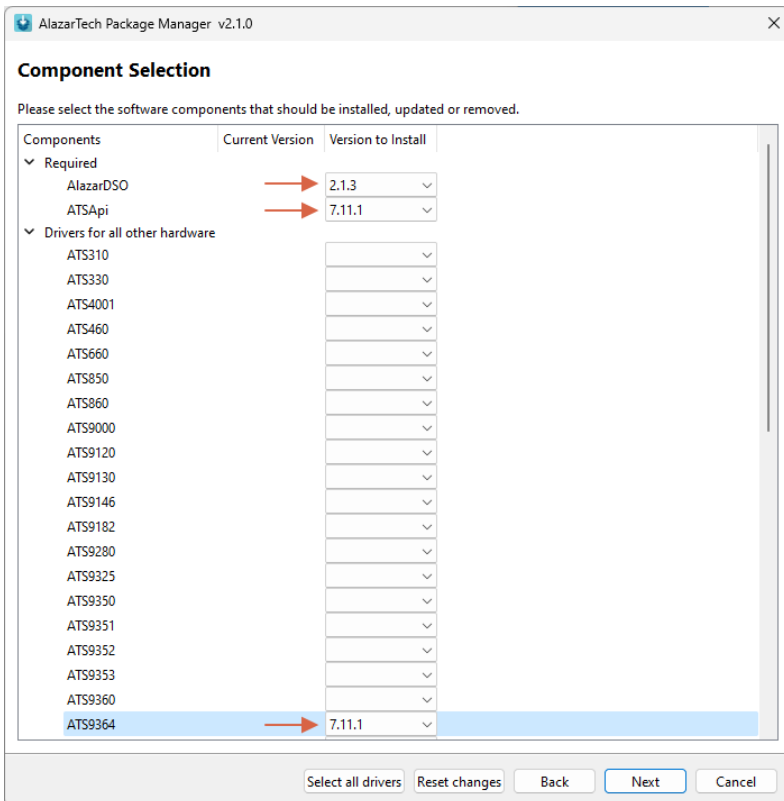 AlazarTech Package Manager v2.1.0
Component Selection
Please select the software components that should be installed, updated or removed.
Components Current Version Version to Install
Required
AlazarDSO 2.1.3
ATSApi 7.11.1
Drivers for all other hardware
ATS310
ATS330
ATS4001
ATS460
ATS660
ATS850
ATS860
ATS9000
ATS9120
ATS9130
ATS9146
ATS9182
ATS9280
ATS9325
ATS9350
ATS9351
ATS9352
ATS9353
ATS9360
ATS9364 7.11.1
Select all drivers Reset changes Back Next Cancel